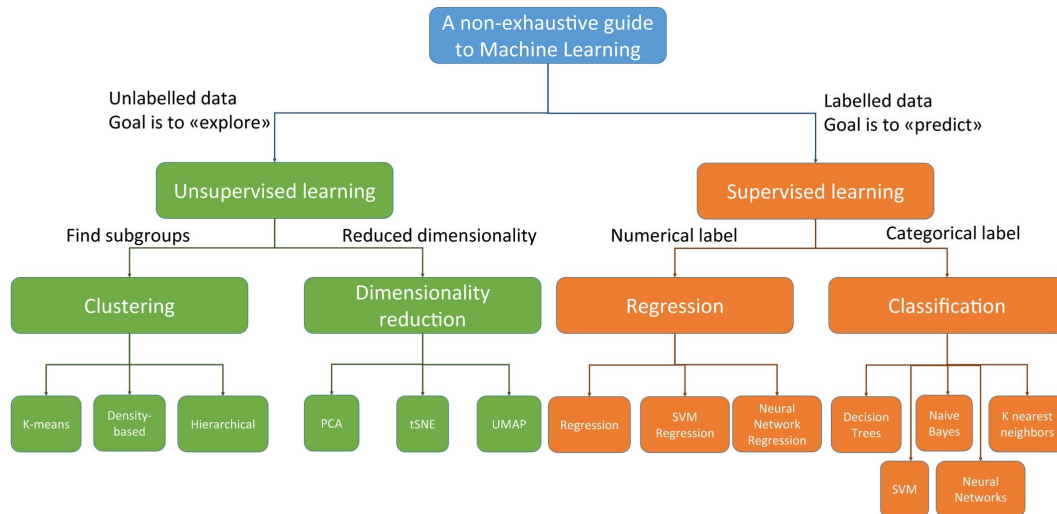 A non-exhaustive guide
to Machine Learning
Unlabelled data
Goal is to «explore»
Labelled data
Goal is to «predict»
Unsupervised learning
Supervised learning
Find subgroups
Reduced dimensionality
Numerical label
Categorical label
Clustering
Dimensionality
reduction
Regression
Classification
K-means
Density-
based
Hierarchical
PCA
tSNE
UMAP
Regression
SVM
Regression
Neural
Network
Regression
Decision
Trees
Naive
Bayes
K nearest
neighbors
SVM
Neural
Networks